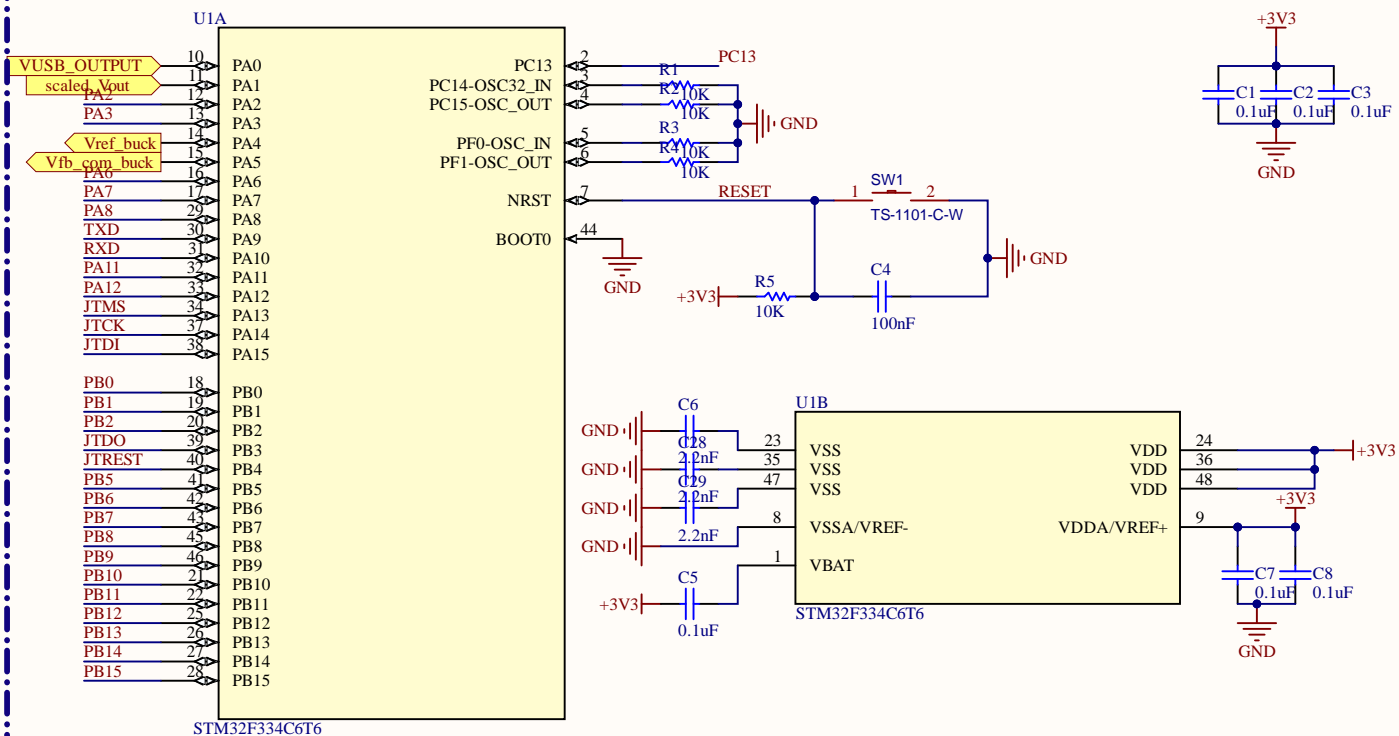 U1A
VUSB_OUTPUT 10 PA0
scaled_Vout 11 PA1
PA2 12 PA2
PA3 13 PA3
Vref_buck 14 PA4
Vfb_com_buck 15 PA5
PA6 16 PA6
PA7 17 PA7
PA8 29 PA8
TXD 30 PA9
RXD 31 PA10
PA11 32 PA11
PA12 33 PA12
JTMS 34 PA13
JTCK 37 PA14
JTDI 38 PA15
PB0 18 PB0
PB1 19 PB1
PB2 20 PB2
JTDO 39 PB3
JTREST 40 PB4
PB5 41 PB5
PB6 42 PB6
PB7 43 PB7
PB8 45 PB8
PB9 46 PB9
PB10 21 PB10
PB11 22 PB11
PB12 25 PB12
PB13 26 PB13
PB14 27 PB14
PB15 28 PB15
STM32F334C6T6
PC13 2 PC13
PC14-OSC32_IN 3 R1 10K
PC15-OSC_OUT 4 R2 10K
GND
PF0-OSC_IN 5 R3 10K
PF1-OSC_OUT 6 R4 10K
NRST 7 RESET
BOOT0 44
GND
SW1
1 2
TS-1101-C-W
GND
+3V3 R5 10K
C4
100nF
+3V3
C1 0.1uF
C2 0.1uF
C3 0.1uF
GND
U1B
GND C6 2.2nF 23 VSS
GND C28 2.2nF 35 VSS
GND C29 2.2nF 47 VSS
GND 8 VSSA/VREF-
+3V3 C5 0.1uF 1 VBAT
VDD 24 +3V3
VDD 36
VDD 48
VDDA/VREF+ 9 +3V3
STM32F334C6T6
C7 0.1uF
C8 0.1uF
GND